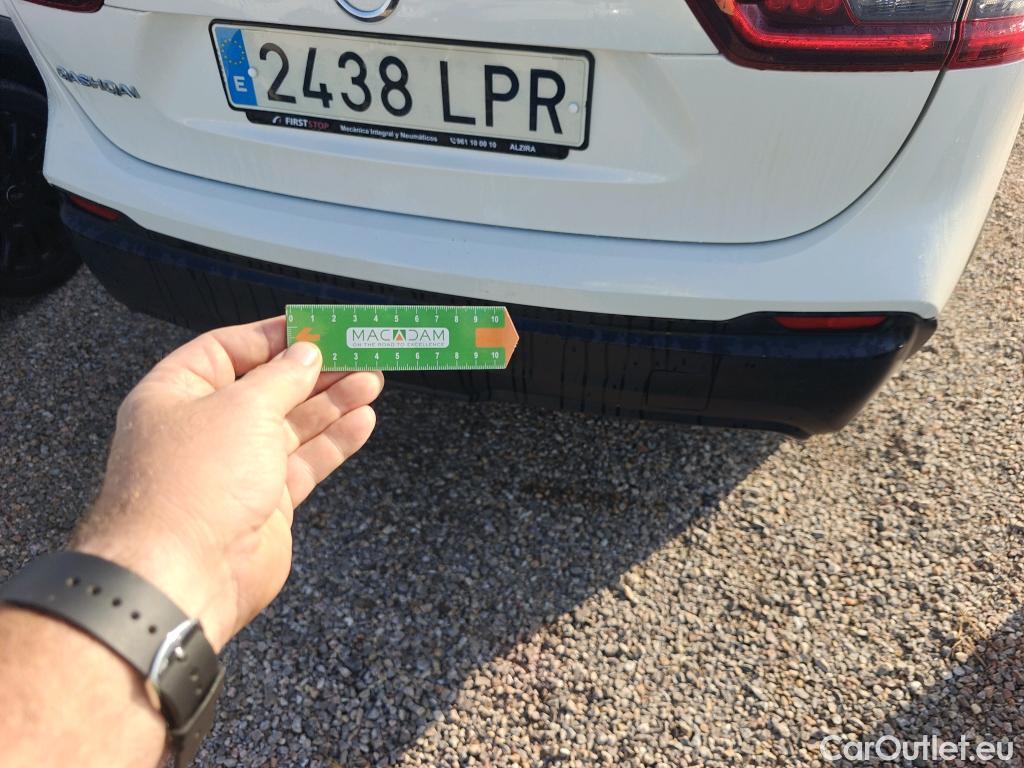 QASHQAI
E 2438 LPR
FIRSTSTOP Mecánica Integral y Neumáticos 961 10 00 10 ALZIRA
0 1 2 3 4 5 6 7 8 9 10
MACADAM
ON THE ROAD TO EXCELLENCE
2 3 4 5 6 7 8 9 10
CarOutlet.eu